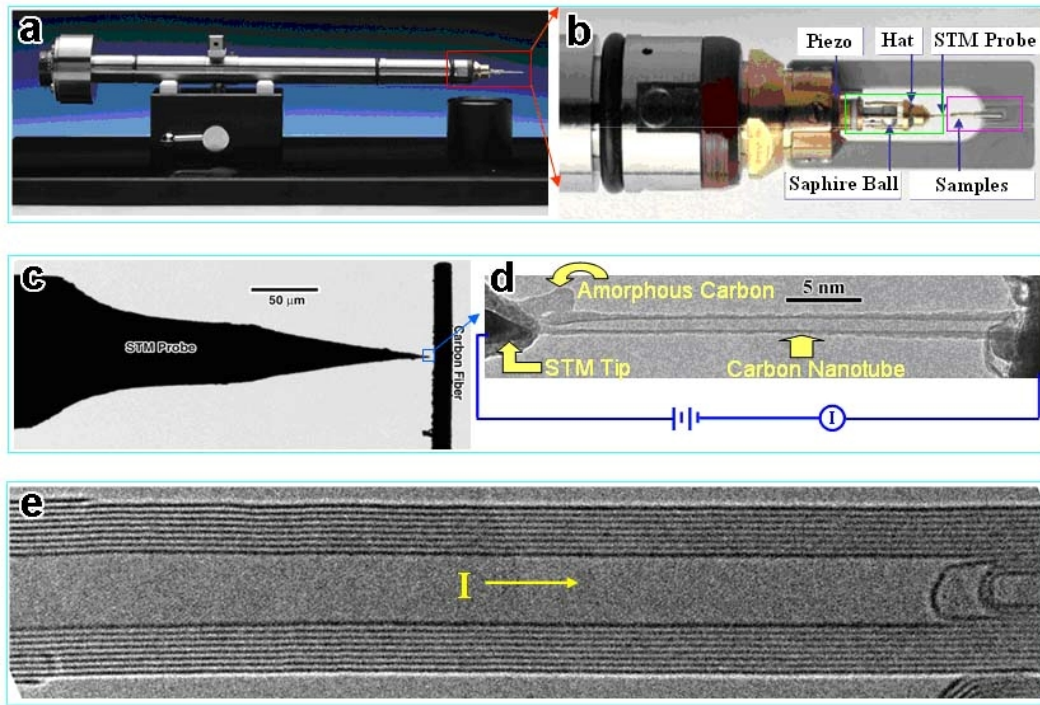 a
b
Piezo
Hat
STM Probe
Saphire Ball
Samples
c
50 µm
STM Probe
Carbon Fiber
d
Amorphous Carbon
5 nm
STM Tip
Carbon Nanotube
I
e
I